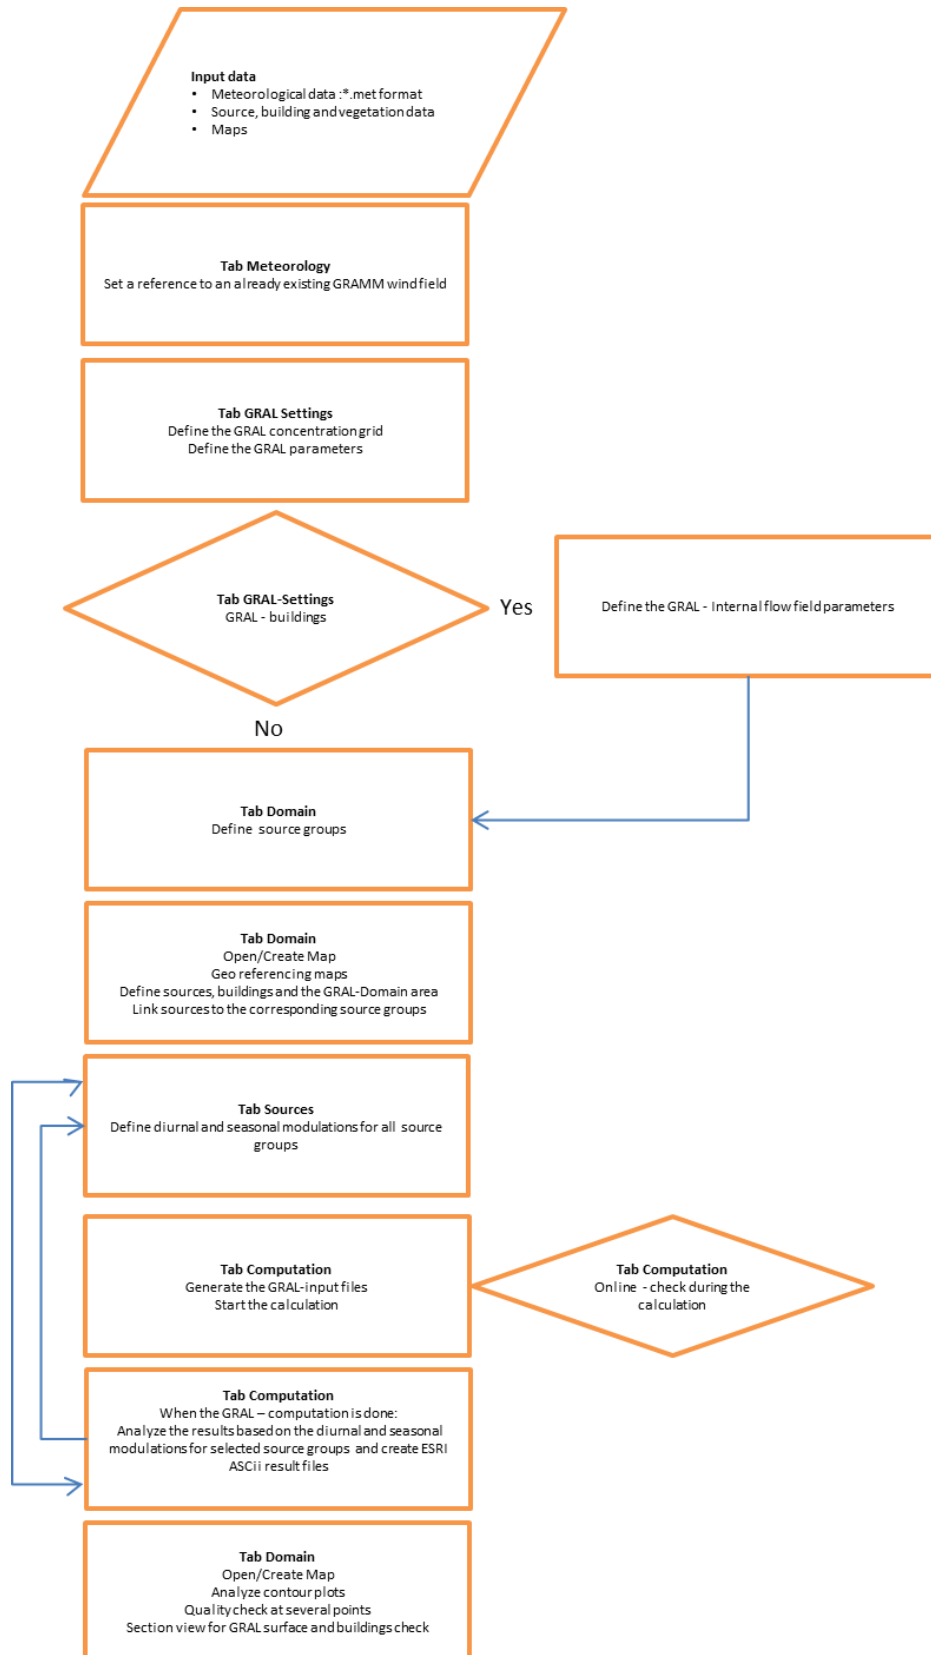 Input data
• Meteorological data :*.met format
• Source, building and vegetation data
• Maps
Tab Meteorology
Set a reference to an already existing GRAMM wind field
Tab GRAL Settings
Define the GRAL concentration grid
Define the GRAL parameters
Tab GRAL-Settings
GRAL - buildings
Yes
Define the GRAL - Internal flow field parameters
No
Tab Domain
Define source groups
Tab Domain
Open/Create Map
Geo referencing maps
Define sources, buildings and the GRAL-Domain area
Link sources to the corresponding source groups
Tab Sources
Define diurnal and seasonal modulations for all source
groups
Tab Computation
Generate the GRAL-input files
Start the calculation
Tab Computation
Online - check during the
calculation
Tab Computation
When the GRAL – computation is done:
Analyze the results based on the diurnal and seasonal
modulations for selected source groups and create ESRI
ASCii result files
Tab Domain
Open/Create Map
Analyze contour plots
Quality check at several points
Section view for GRAL surface and buildings check